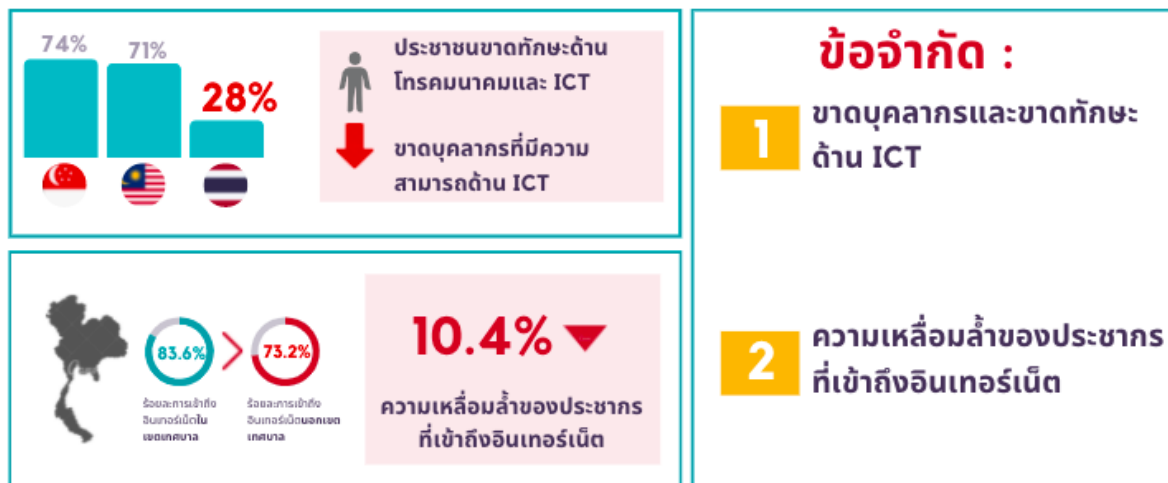 74%
71%
28%
ประชาชนขาดทักษะด้าน
โทรคมนาคมและ ICT
ขาดบุคลากรที่มีความ
สามารถด้าน ICT
83.6%
73.2%
ร้อยละการเข้าถึง
อินเทอร์เน็ตใน
เขตเทศบาล
ร้อยละการเข้าถึง
อินเทอร์เน็ตนอกเขต
เทศบาล
10.4%
ความเหลื่อมล้ำของประชากร
ที่เข้าถึงอินเทอร์เน็ต
ข้อจำกัด :
1
ขาดบุคลากรและขาดทักษะ
ด้าน ICT
2
ความเหลื่อมล้ำของประชากร
ที่เข้าถึงอินเทอร์เน็ต